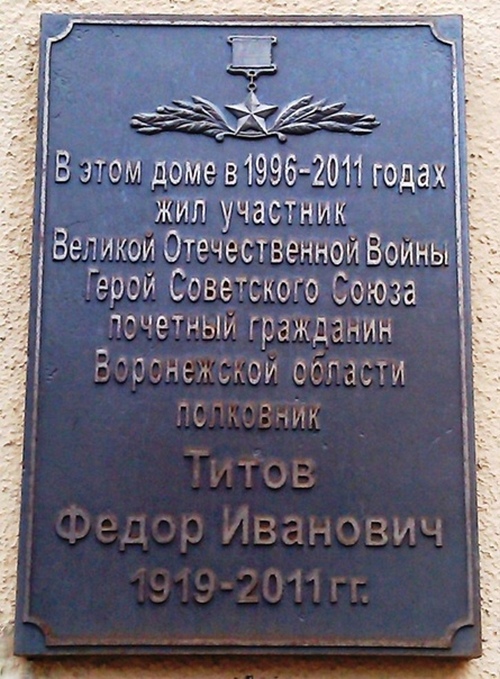 В этом доме в 1996-2011 годах
жил участник
Великой Отечественной Войны
Герой Советского Союза
почетный гражданин
Воронежской области
полковник
Титов
Федор Иванович
1919-2011 гг.